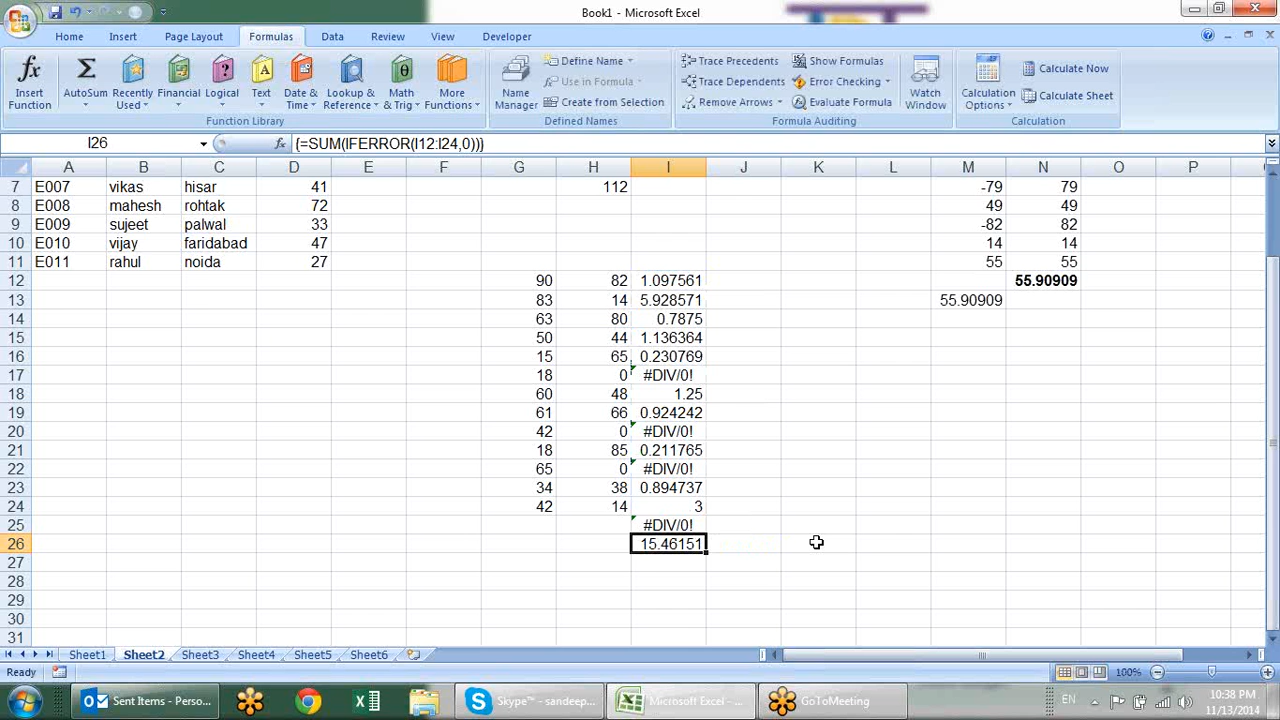 Book1 - Microsoft Excel
Home Insert Page Layout Formulas Data Review View Developer
Insert Function
AutoSum
Recently Used
Financial
Logical
Text
Date & Time
Lookup & Reference
Math & Trig
More Functions
Function Library
Name Manager
Define Name
Use in Formula
Create from Selection
Defined Names
Trace Precedents
Trace Dependents
Remove Arrows
Show Formulas
Error Checking
Evaluate Formula
Formula Auditing
Watch Window
Calculation Options
Calculate Now
Calculate Sheet
Calculation
I26 fx {=SUM(IFERROR(I12:I24,0))}
A B C D E F G H I J K L M N O P
7 E007 vikas hisar 41 112 -79 79
8 E008 mahesh rohtak 72 49 49
9 E009 sujeet palwal 33 -82 82
10 E010 vijay faridabad 47 14 14
11 E011 rahul noida 27 55 55
12 90 82 1.097561 55.90909
13 83 14 5.928571 55.90909
14 63 80 0.7875
15 50 44 1.136364
16 15 65 0.230769
17 18 0 #DIV/0!
18 60 48 1.25
19 61 66 0.924242
20 42 0 #DIV/0!
21 18 85 0.211765
22 65 0 #DIV/0!
23 34 38 0.894737
24 42 14 3
25 #DIV/0!
26 15.46151
27
28
29
30
31
Sheet1 Sheet2 Sheet3 Sheet4 Sheet5 Sheet6
Ready 100%
Sent Items - Perso... Skype™ - sandeep... Microsoft Excel - ... GoToMeeting EN 10:38 PM
11/13/2014